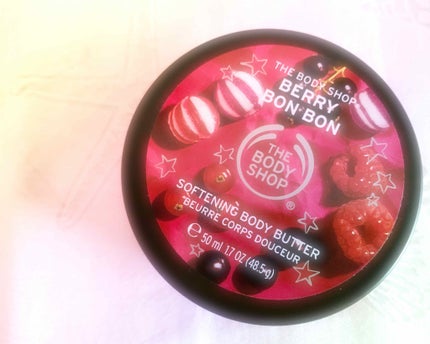 THE BODY SHOP
BERRY
BON BON
THE
BODY
SHOP
®
SOFTENING BODY BUTTER
BEURRE CORPS DOUCEUR
℮ 50 ml 1.7 OZ (48.5g)